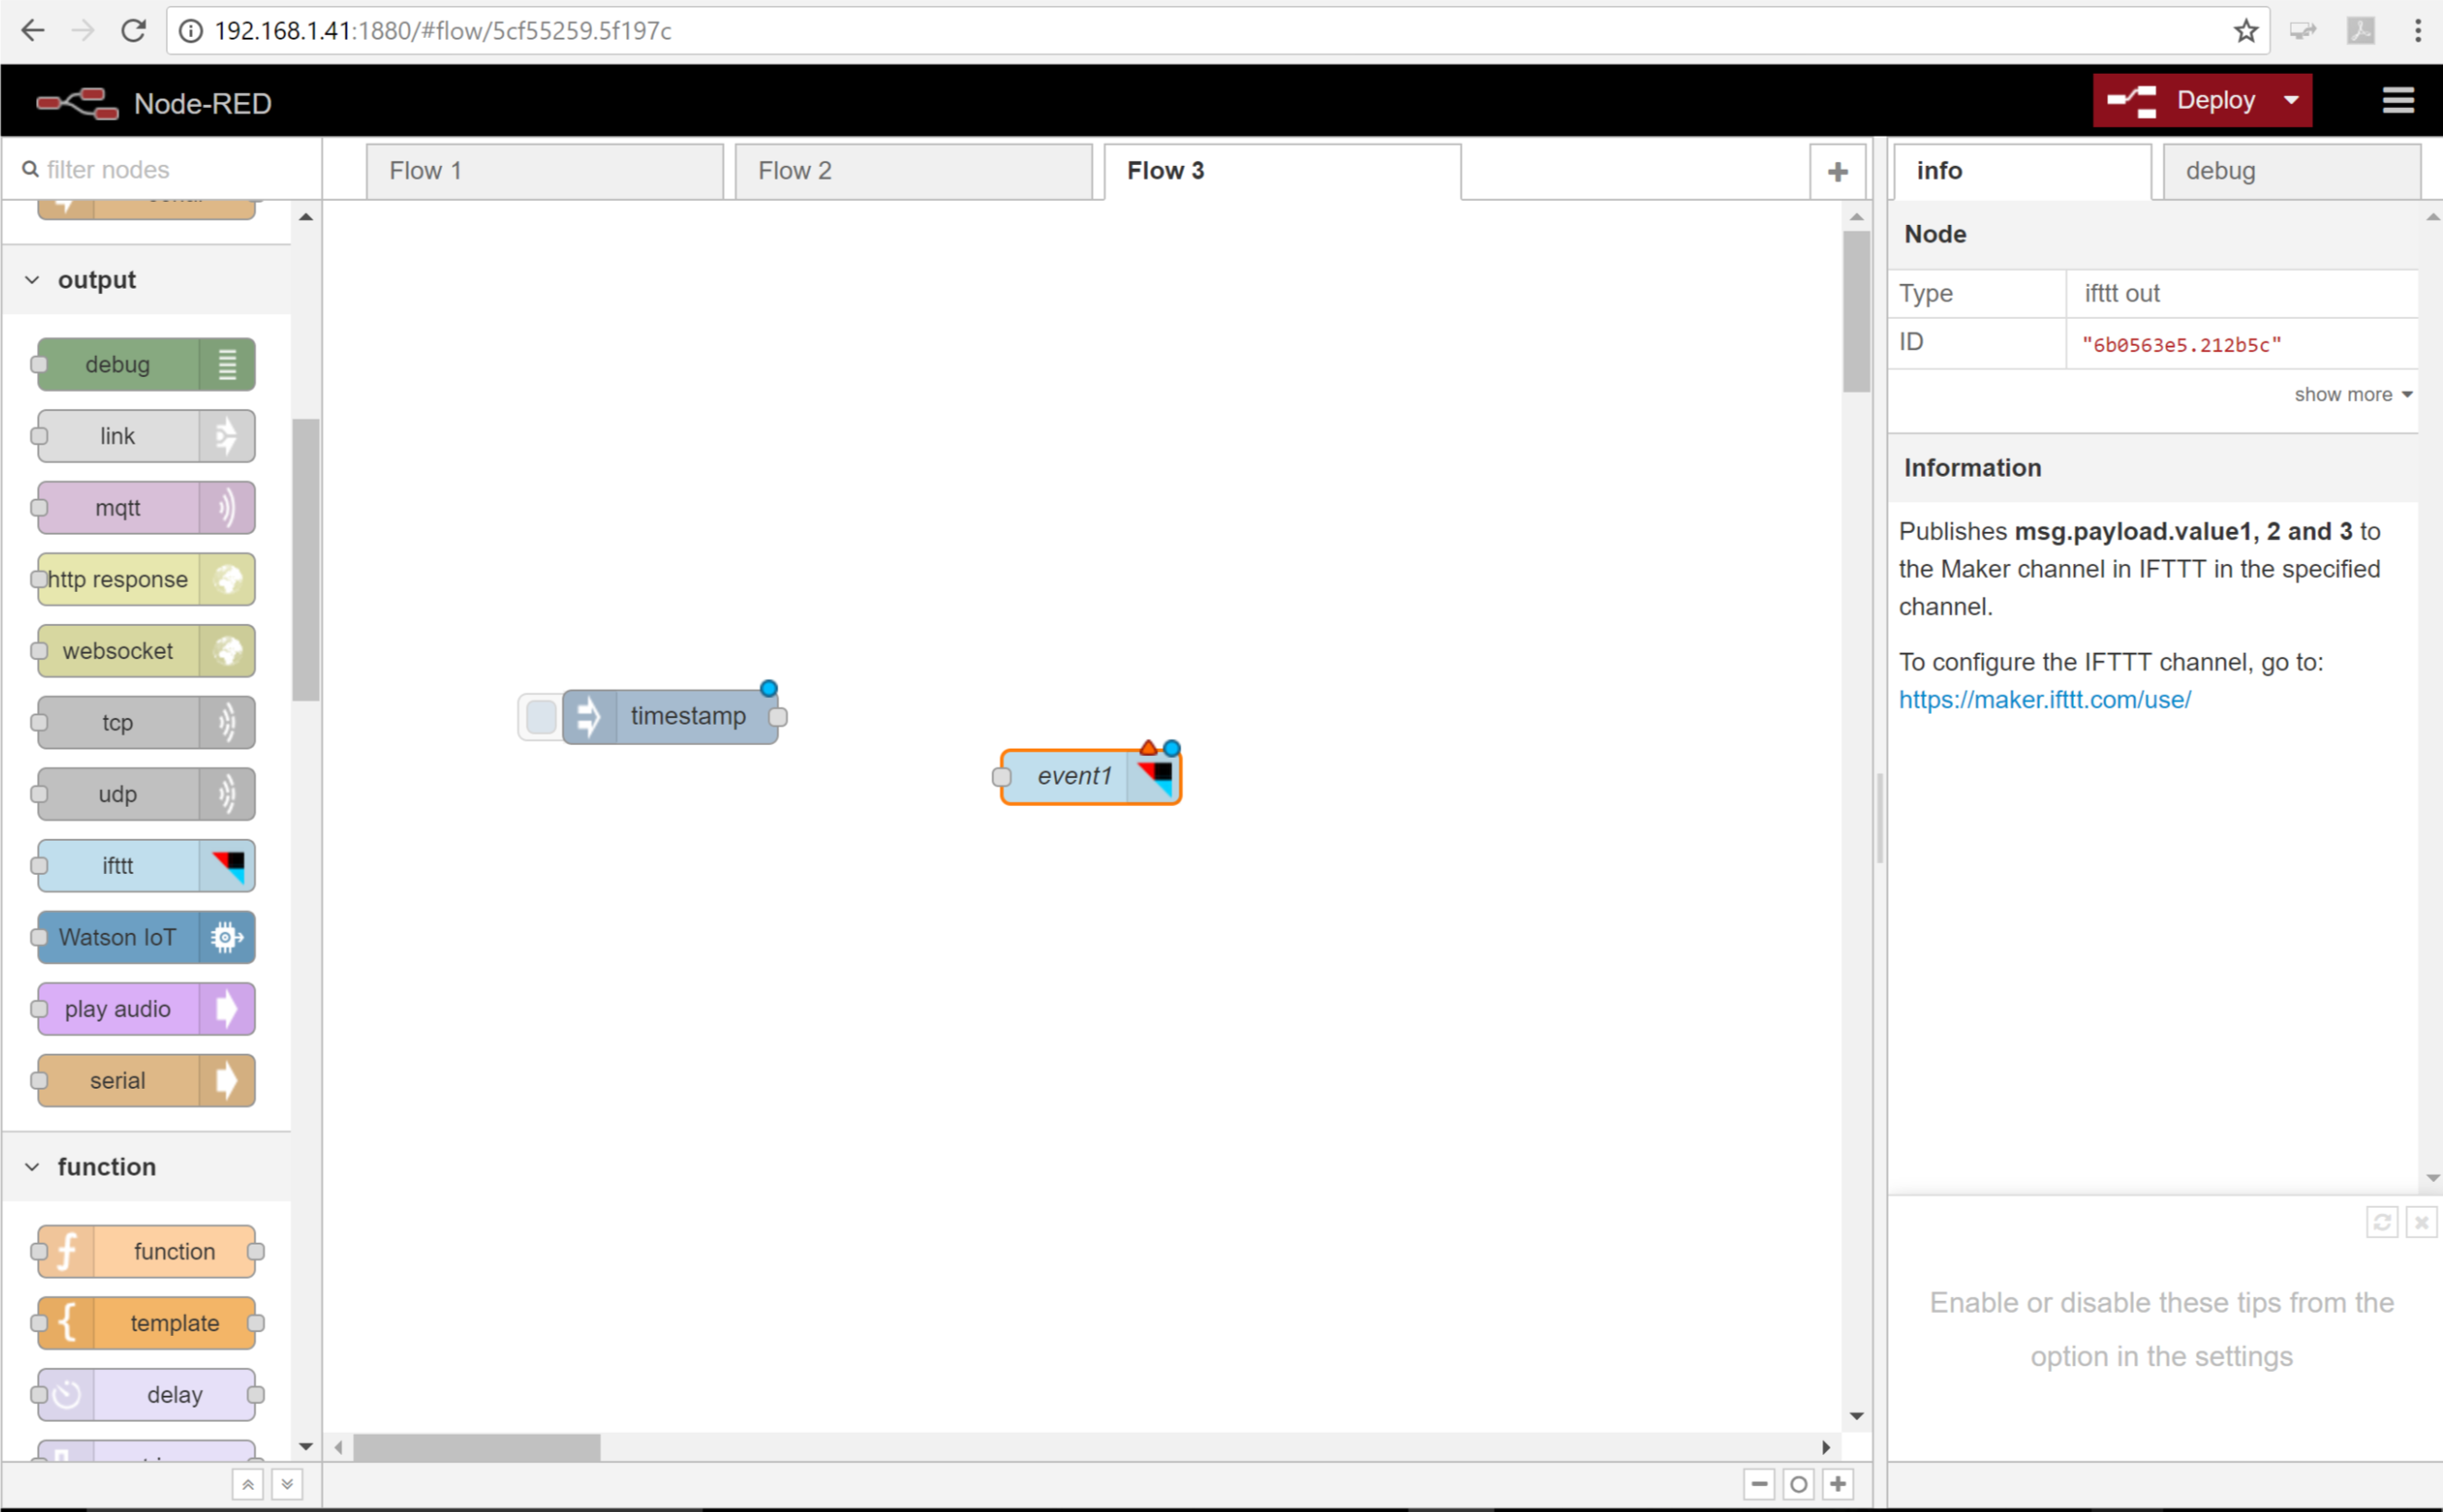 192.168.1.41:1880/#flow/5cf55259.5f197c
Node-RED
Deploy
filter nodes
Flow 1
Flow 2
Flow 3
info
debug
output
debug
link
mqtt
http response
websocket
tcp
udp
ifttt
Watson IoT
play audio
serial
function
function
template
delay
timestamp
event1
Node
Type
ifttt out
ID
"6b0563e5.212b5c"
show more
Information
Publishes msg.payload.value1, 2 and 3 to
the Maker channel in IFTTT in the specified
channel.
To configure the IFTTT channel, go to:
https://maker.ifttt.com/use/
Enable or disable these tips from the
option in the settings